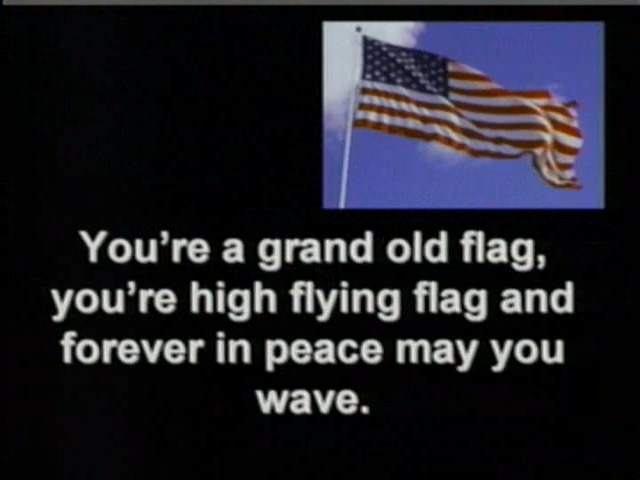 You're a grand old flag,
you're high flying flag and
forever in peace may you
wave.